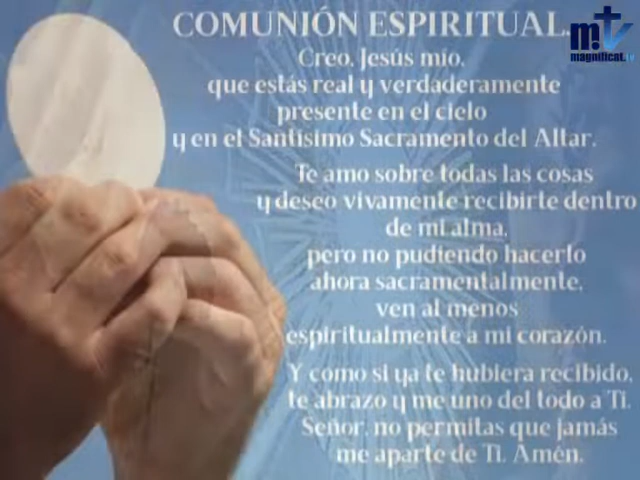 COMUNIÓN ESPIRITUAL.
Creo, Jesús mío,
que estás real y verdaderamente
presente en el cielo
y en el Santísimo Sacramento del Altar.
Te amo sobre todas las cosas
y deseo vivamente recibirte dentro
de mi alma,
pero no pudiendo hacerlo
ahora sacramentalmente,
ven al menos
espiritualmente a mi corazón.
Y como si ya te hubiera recibido,
te abrazo y me uno del todo a Ti.
Señor, no permitas que jamás
me aparte de Ti. Amén.
m.tv
magnificat.tv